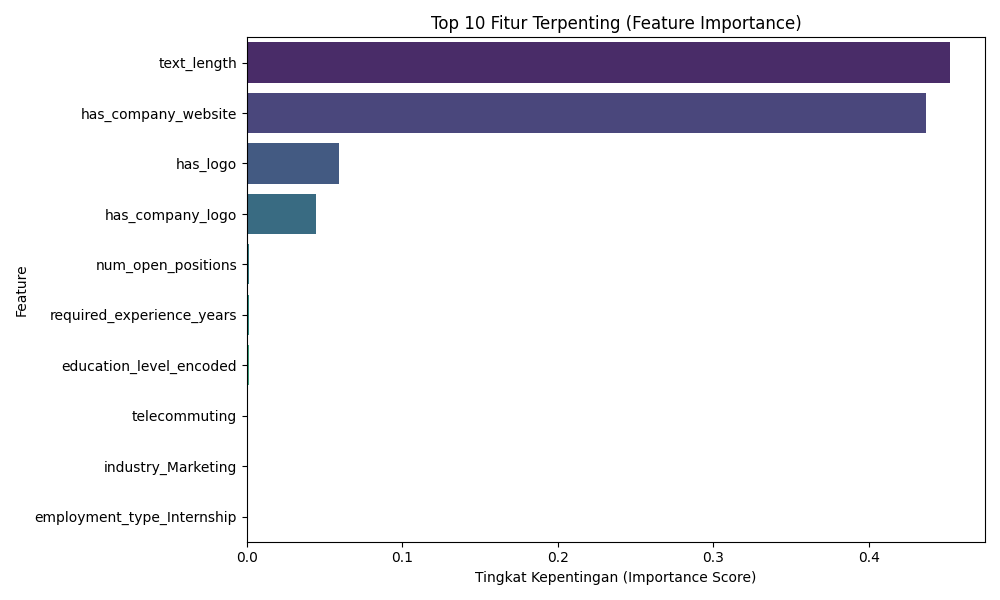 Top 10 Fitur Terpenting (Feature Importance)
text_length
has_company_website
has_logo
has_company_logo
num_open_positions
required_experience_years
education_level_encoded
telecommuting
industry_Marketing
employment_type_Internship
Feature
0.0 0.1 0.2 0.3 0.4
Tingkat Kepentingan (Importance Score)